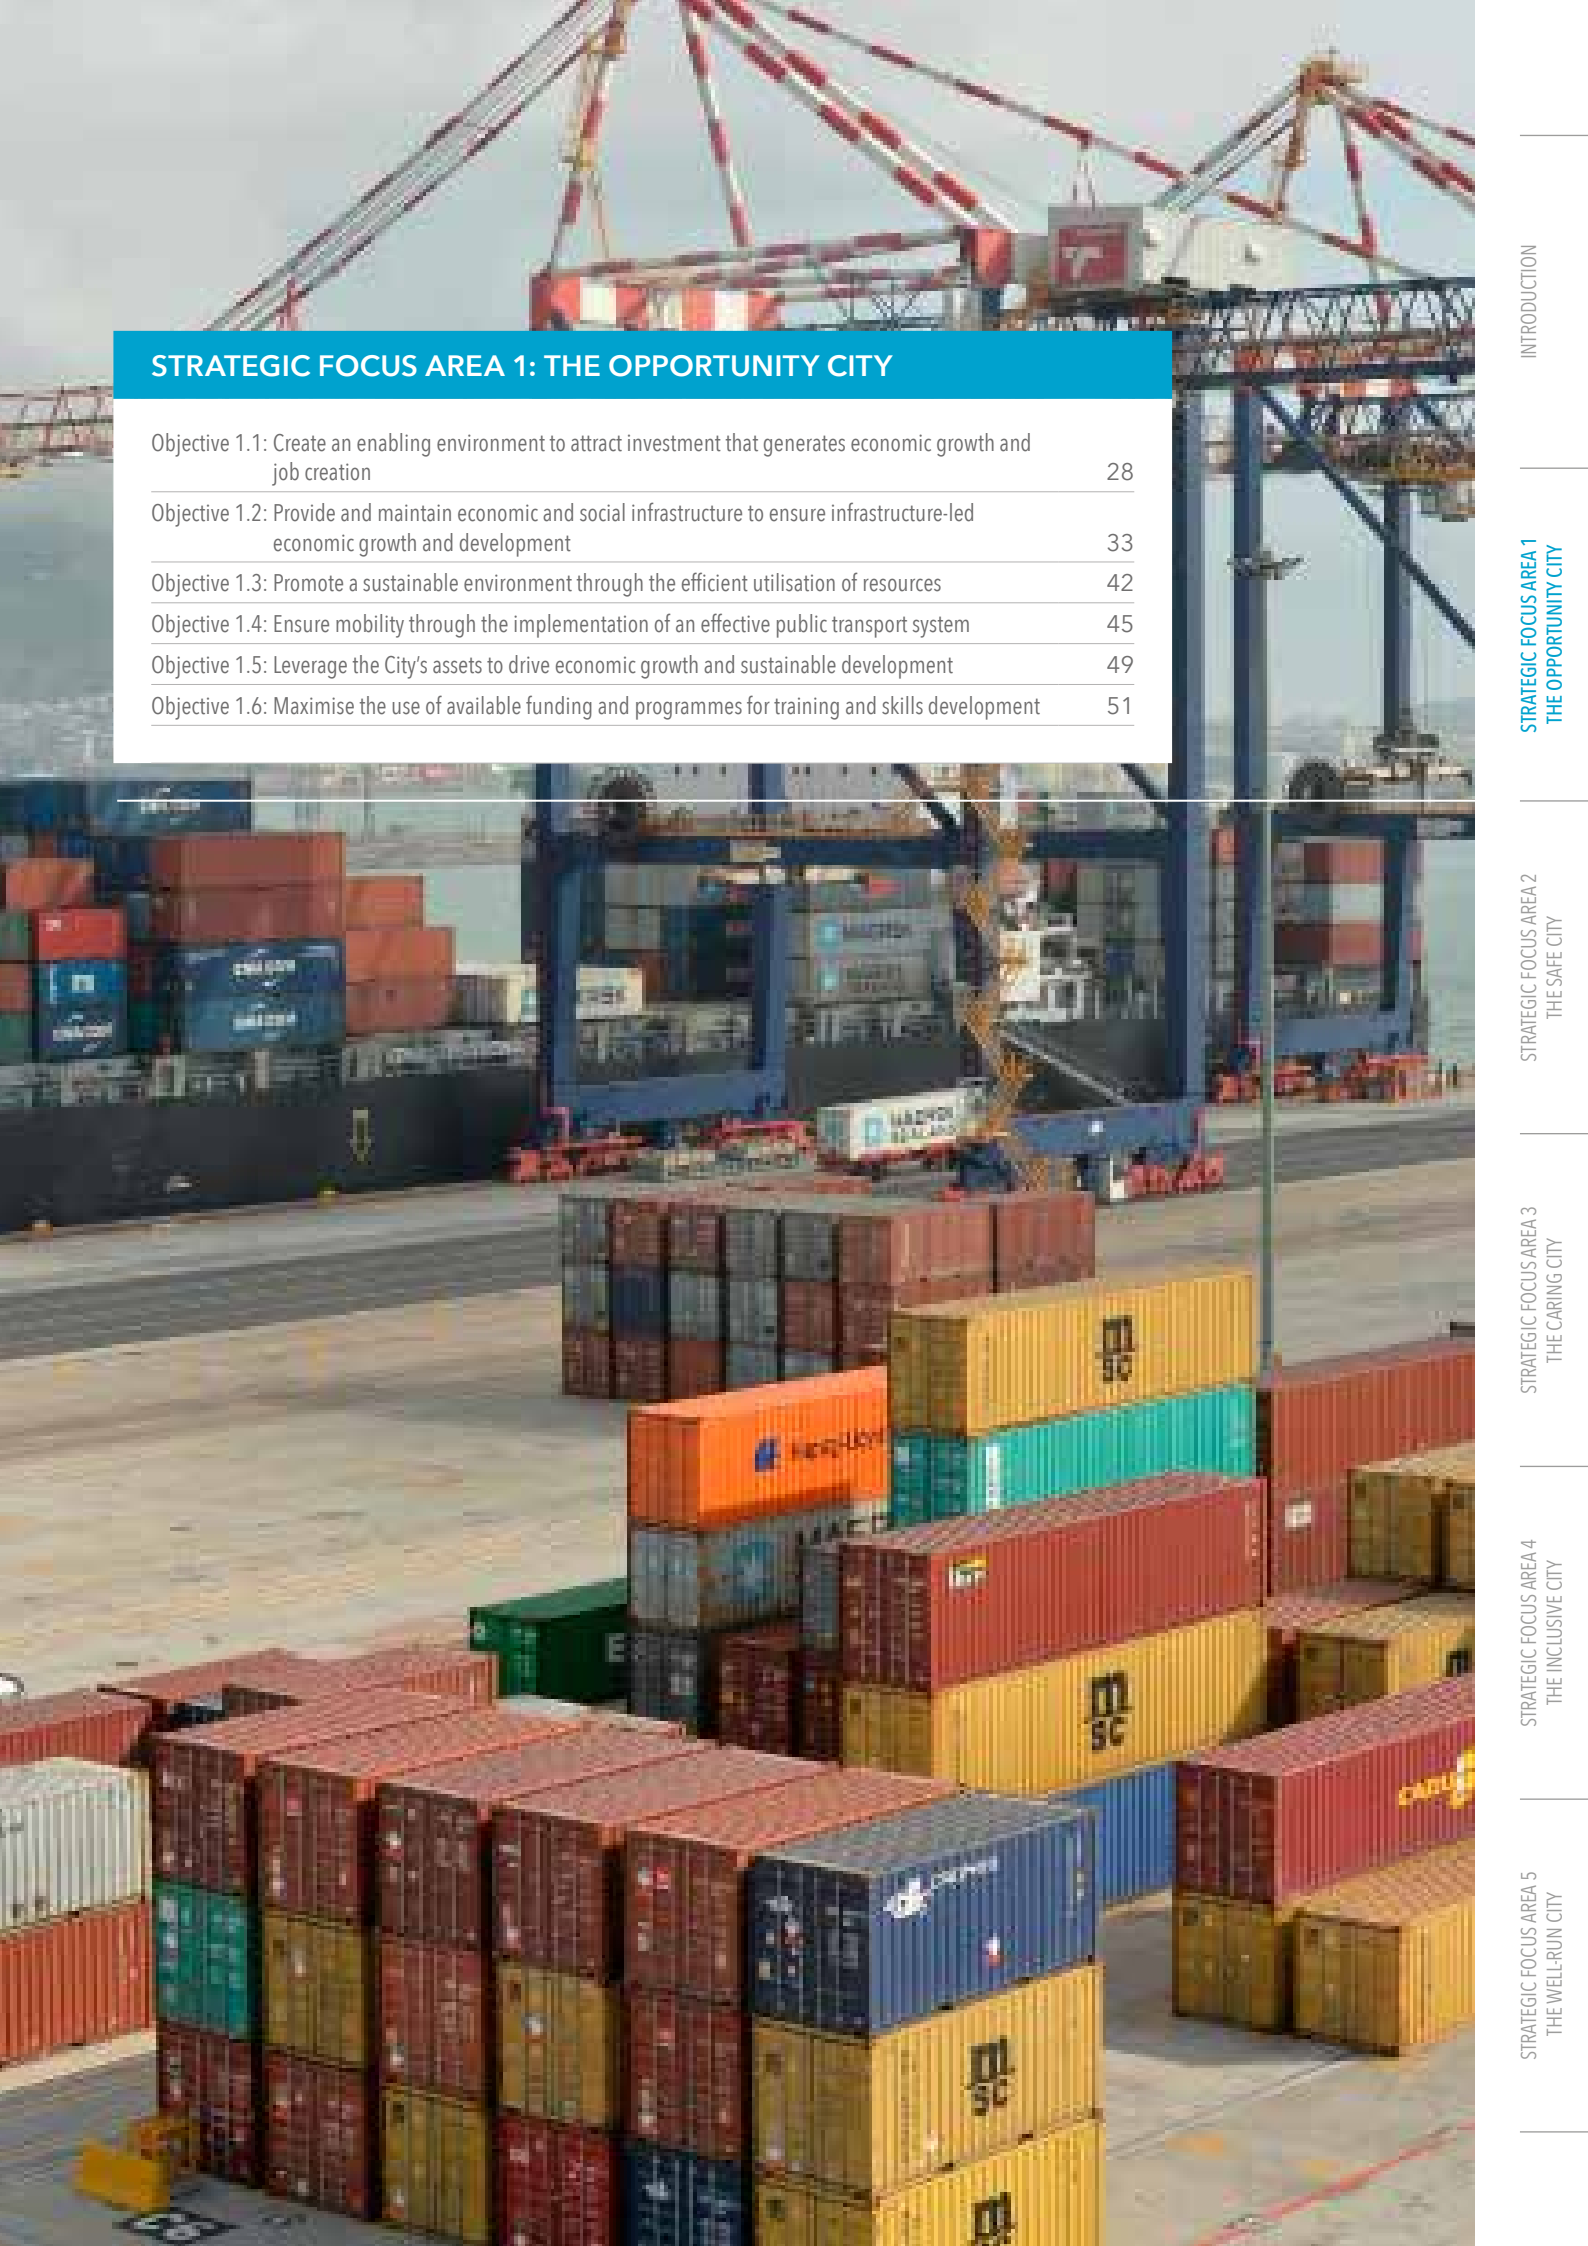 STRATEGIC FOCUS AREA 1: THE OPPORTUNITY CITY
Objective 1.1: Create an enabling environment to attract investment that generates economic growth and
job creation 28
Objective 1.2: Provide and maintain economic and social infrastructure to ensure infrastructure-led
economic growth and development 33
Objective 1.3: Promote a sustainable environment through the efficient utilisation of resources 42
Objective 1.4: Ensure mobility through the implementation of an effective public transport system 45
Objective 1.5: Leverage the City's assets to drive economic growth and sustainable development 49
Objective 1.6: Maximise the use of available funding and programmes for training and skills development 51
INTRODUCTION
STRATEGIC FOCUS AREA 1
THE OPPORTUNITY CITY
STRATEGIC FOCUS AREA 2
THE SAFE CITY
STRATEGIC FOCUS AREA 3
THE CARING CITY
STRATEGIC FOCUS AREA 4
THE INCLUSIVE CITY
STRATEGIC FOCUS AREA 5
THE WELL-RUN CITY
m
SC
Hapag-Lloyd
m
SC
m
SC
m